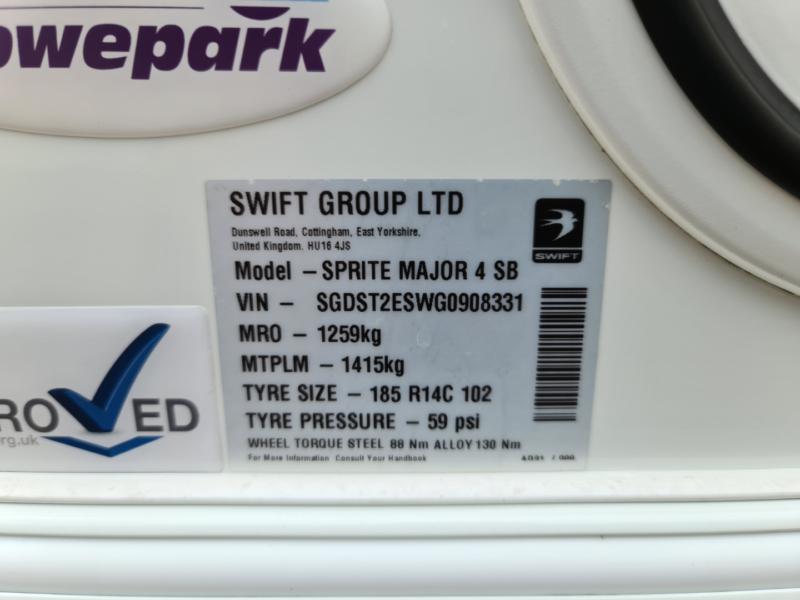 owepark
SWIFT GROUP LTD
Dunswell Road, Cottingham, East Yorkshire,
United Kingdom. HU16 4JS
SWIFT
Model – SPRITE MAJOR 4 SB
VIN – SGDST2ESWG0908331
MRO – 1259kg
MTPLM – 1415kg
TYRE SIZE – 185 R14C 102
TYRE PRESSURE – 59 psi
WHEEL TORQUE STEEL 88 Nm ALLOY 130 Nm
For More Information Consult Your Handbook
ROVED
rg.uk